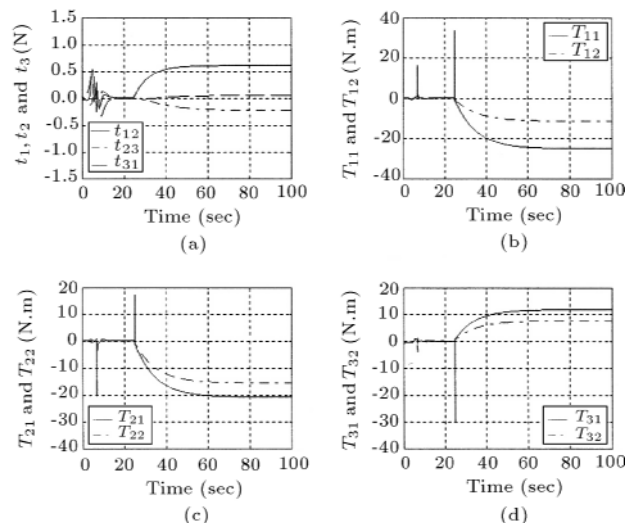 1.5
1.0
0.5
0.0
-0.5
-1.0
-1.5
t₁, t₂ and t₃ (N)
t₁₂
t₂₃
t₃₁
0 20 40 60 80 100
Time (sec)
(a)
40
20
0
-20
-40
T₁₁ and T₁₂ (N.m)
T₁₁
T₁₂
0 20 40 60 80 100
Time (sec)
(b)
20
10
0
-10
-20
-30
40
T₂₁ and T₂₂ (N.m)
T₂₁
T₂₂
0 20 40 60 80 100
Time (sec)
(c)
20
10
0
-10
-20
-30
40
T₃₁ and T₃₂ (N.m)
T₃₁
T₃₂
0 20 40 60 80 100
Time (sec)
(d)